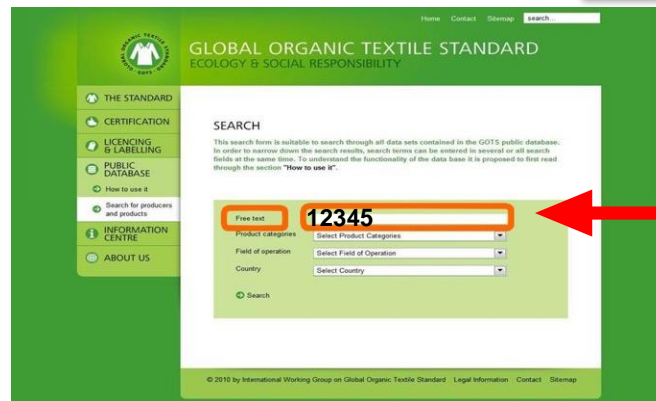 Home Contact Sitemap search...
GLOBAL ORGANIC TEXTILE STANDARD
ECOLOGY & SOCIAL RESPONSIBILITY
THE STANDARD
CERTIFICATION
LICENCING
& LABELLING
PUBLIC
DATABASE
How to use it
Search for producers
and products
INFORMATION
CENTRE
ABOUT US
SEARCH
This search form is suitable to search through all data sets contained in the GOTS public database.
In order to narrow down the search results, search terms can be entered in several or all search
fields at the same time. To understand the functionality of the data base it is proposed to first read
through the section "How to use it".
Free text 12345
Product categories Select Product Categories
Field of operation Select Field of Operation
Country Select Country
Search
© 2010 by International Working Group on Global Organic Textile Standard Legal Information Contact Sitemap